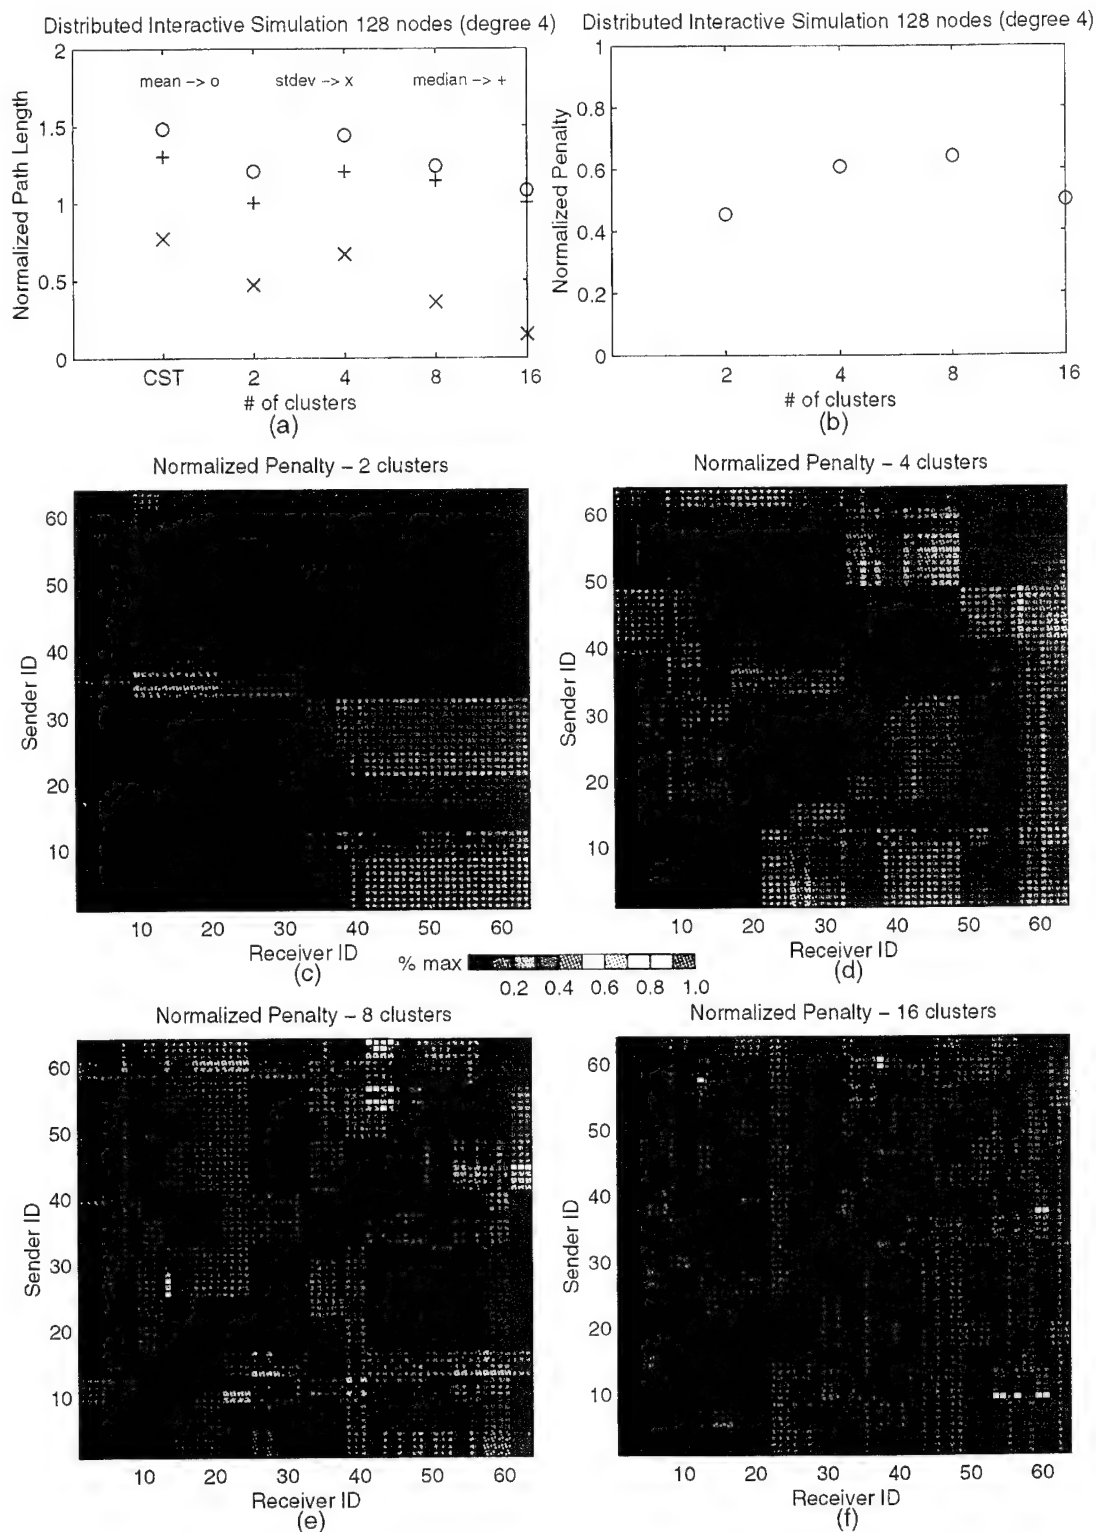 Distributed Interactive Simulation 128 nodes (degree 4)
mean -> o stdev -> x median -> +
Normalized Path Length
2
1.5
1
0.5
0
CST 2 4 8 16
# of clusters
(a)
Distributed Interactive Simulation 128 nodes (degree 4)
Normalized Penalty
1
0.8
0.6
0.4
0.2
0
2 4 8 16
# of clusters
(b)
Normalized Penalty – 2 clusters
Sender ID
60
50
40
30
20
10
10 20 30 40 50 60
Receiver ID
(c)
Normalized Penalty – 4 clusters
Sender ID
60
50
40
30
20
10
10 20 30 40 50 60
Receiver ID
(d)
% max
0.2 0.4 0.6 0.8 1.0
Normalized Penalty – 8 clusters
Sender ID
60
50
40
30
20
10
10 20 30 40 50 60
Receiver ID
(e)
Normalized Penalty – 16 clusters
Sender ID
60
50
40
30
20
10
10 20 30 40 50 60
Receiver ID
(f)